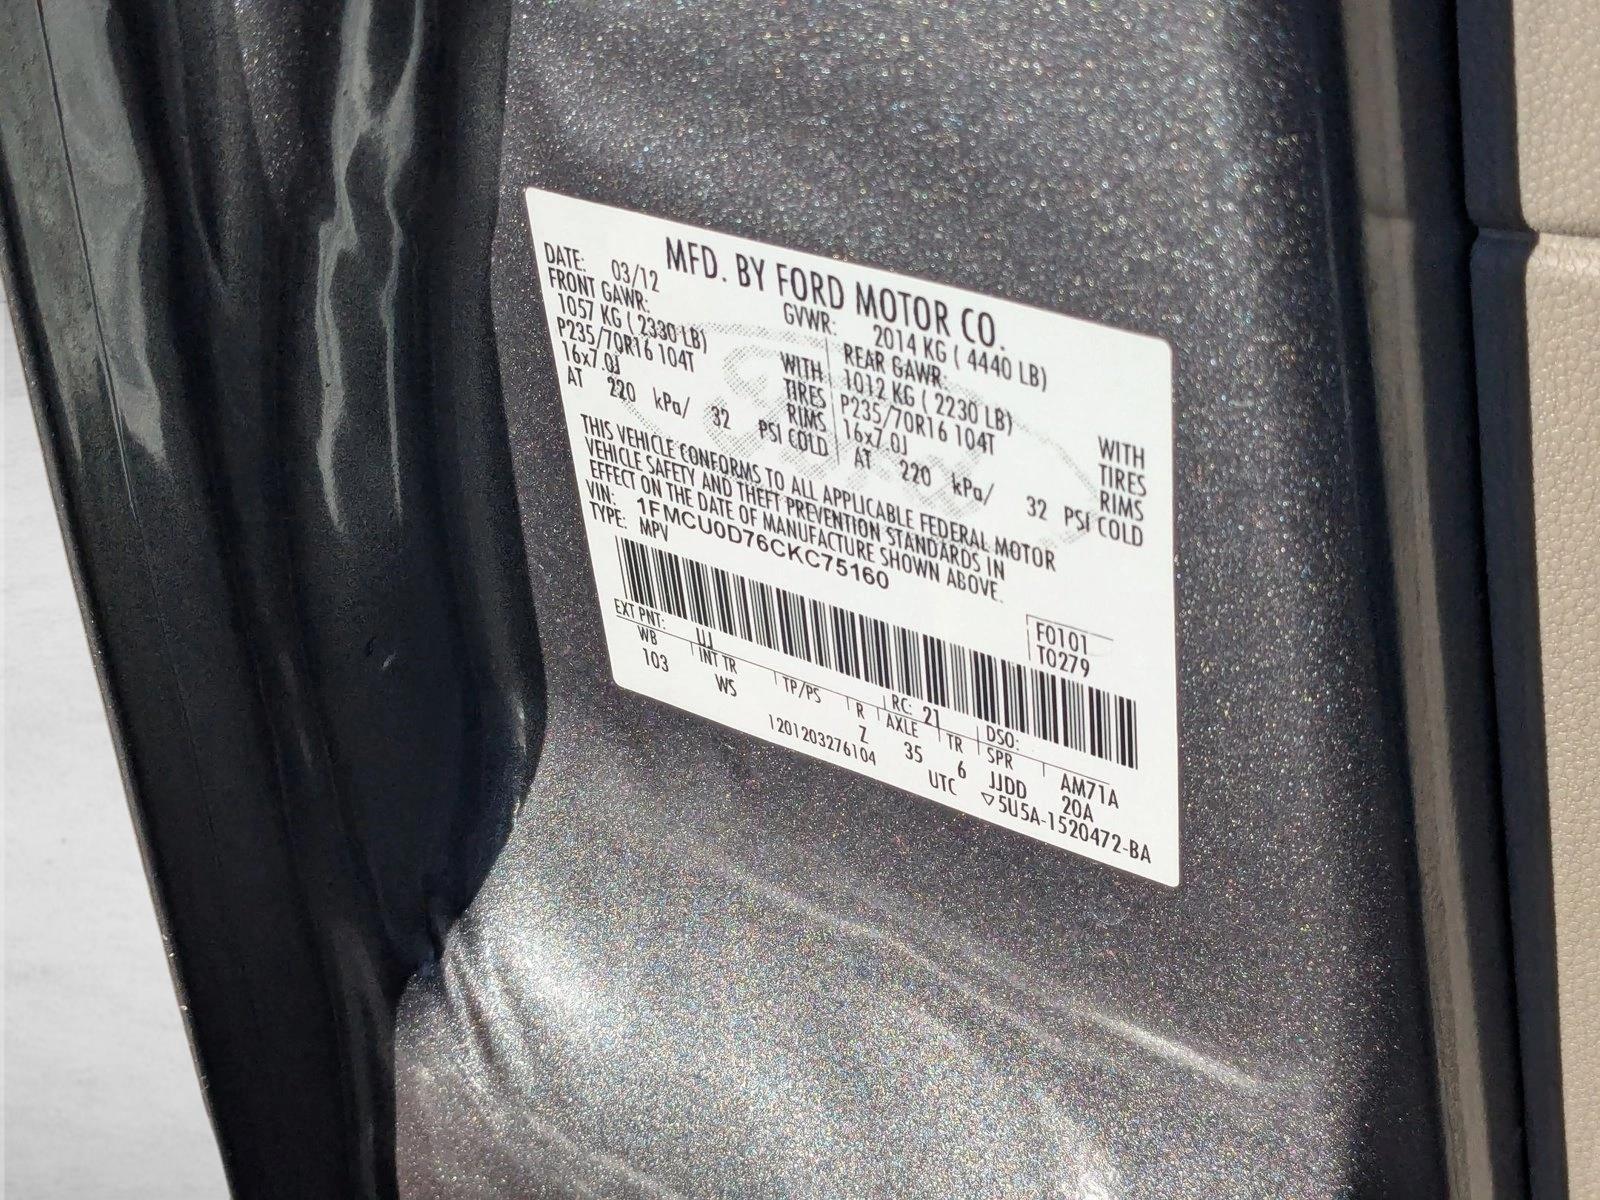 MFD. BY FORD MOTOR CO.
DATE: 03/12 GVWR: 2014 KG ( 4440 LB)
FRONT GAWR: REAR GAWR:
1057 KG ( 2330 LB) WITH 1012 KG ( 2230 LB) WITH
P235/70R16 104T TIRES P235/70R16 104T TIRES
16x7.0J RIMS 16x7.0J RIMS
AT 220 kPa/ 32 PSI COLD AT 220 kPa/ 32 PSI COLD
THIS VEHICLE CONFORMS TO ALL APPLICABLE FEDERAL MOTOR
VEHICLE SAFETY AND THEFT PREVENTION STANDARDS IN
EFFECT ON THE DATE OF MANUFACTURE SHOWN ABOVE.
VIN: 1FMCU0D76CKC75160
TYPE: MPV
F0101
T0279
EXT PNT: UJ RC: 21 DSO:
WB INT TR TP/PS R AXLE TR SPR AM71A
103 WS Z 35 6 JJDD 20A
1201203276104 UTC ▽5U5A-1520472-BA